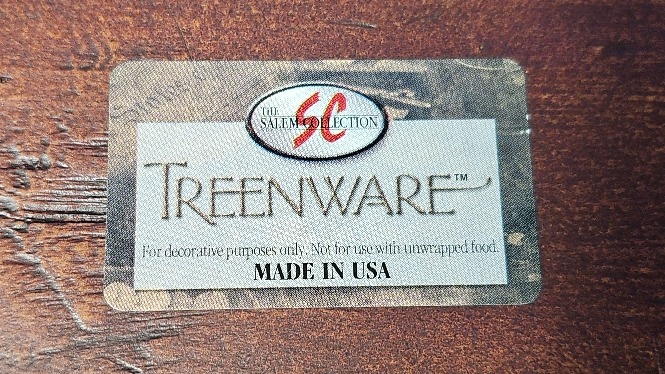 THE
SC
SALEM COLLECTION
TREENWARE™
For decorative purposes only. Not for use with unwrapped food.
MADE IN USA